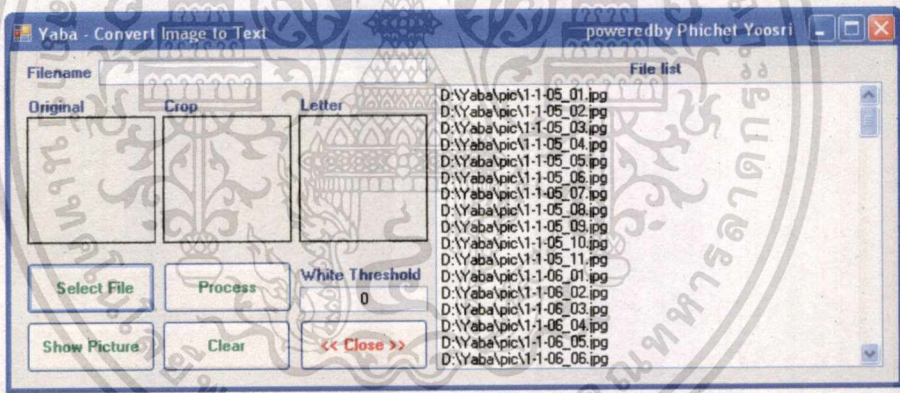 Yaba - Convert Image to Text
powered by Phichet Yoosri
Filename
File list
Original
Crop
Letter
D:\Yaba\pic\1-1-05_01.jpg
D:\Yaba\pic\1-1-05_02.jpg
D:\Yaba\pic\1-1-05_03.jpg
D:\Yaba\pic\1-1-05_04.jpg
D:\Yaba\pic\1-1-05_05.jpg
D:\Yaba\pic\1-1-05_06.jpg
D:\Yaba\pic\1-1-05_07.jpg
D:\Yaba\pic\1-1-05_08.jpg
D:\Yaba\pic\1-1-05_09.jpg
D:\Yaba\pic\1-1-05_10.jpg
D:\Yaba\pic\1-1-05_11.jpg
D:\Yaba\pic\1-1-06_01.jpg
D:\Yaba\pic\1-1-06_02.jpg
D:\Yaba\pic\1-1-06_03.jpg
D:\Yaba\pic\1-1-06_04.jpg
D:\Yaba\pic\1-1-06_05.jpg
D:\Yaba\pic\1-1-06_06.jpg
White Threshold
0
Select File
Process
Show Picture
Clear
<< Close >>